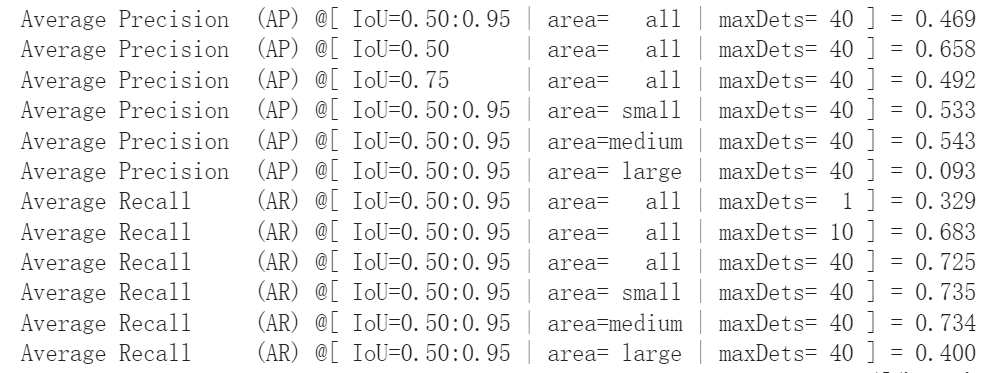 Average Precision (AP) @[ IoU=0.50:0.95 | area= all | maxDets= 40 ] = 0.469
Average Precision (AP) @[ IoU=0.50 | area= all | maxDets= 40 ] = 0.658
Average Precision (AP) @[ IoU=0.75 | area= all | maxDets= 40 ] = 0.492
Average Precision (AP) @[ IoU=0.50:0.95 | area= small | maxDets= 40 ] = 0.533
Average Precision (AP) @[ IoU=0.50:0.95 | area=medium | maxDets= 40 ] = 0.543
Average Precision (AP) @[ IoU=0.50:0.95 | area= large | maxDets= 40 ] = 0.093
Average Recall (AR) @[ IoU=0.50:0.95 | area= all | maxDets= 1 ] = 0.329
Average Recall (AR) @[ IoU=0.50:0.95 | area= all | maxDets= 10 ] = 0.683
Average Recall (AR) @[ IoU=0.50:0.95 | area= all | maxDets= 40 ] = 0.725
Average Recall (AR) @[ IoU=0.50:0.95 | area= small | maxDets= 40 ] = 0.735
Average Recall (AR) @[ IoU=0.50:0.95 | area=medium | maxDets= 40 ] = 0.734
Average Recall (AR) @[ IoU=0.50:0.95 | area= large | maxDets= 40 ] = 0.400